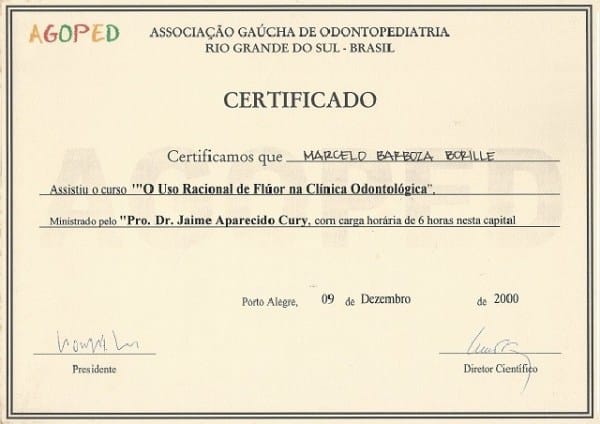 AGOPED
ASSOCIAÇÃO GAÚCHA DE ODONTOPEDIATRIA
RIO GRANDE DO SUL - BRASIL
CERTIFICADO
AGOPED
Certificamos que MARCELO BARBOZA BORILLE
Assistiu o curso '"O Uso Racional de Flúor na Clínica Odontológica".
Ministrado pelo "Pro. Dr. Jaime Aparecido Cury, com carga horária de 6 horas nesta capital
Porto Alegre, 09 de Dezembro de 2000
Presidente
Diretor Científico